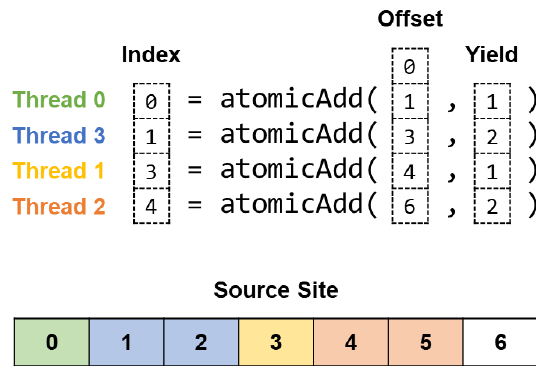 Offset
Index Yield
0
Thread 0 0 = atomicAdd( 1 , 1 )
Thread 3 1 = atomicAdd( 3 , 2 )
Thread 1 3 = atomicAdd( 4 , 1 )
Thread 2 4 = atomicAdd( 6 , 2 )
Source Site
0 1 2 3 4 5 6